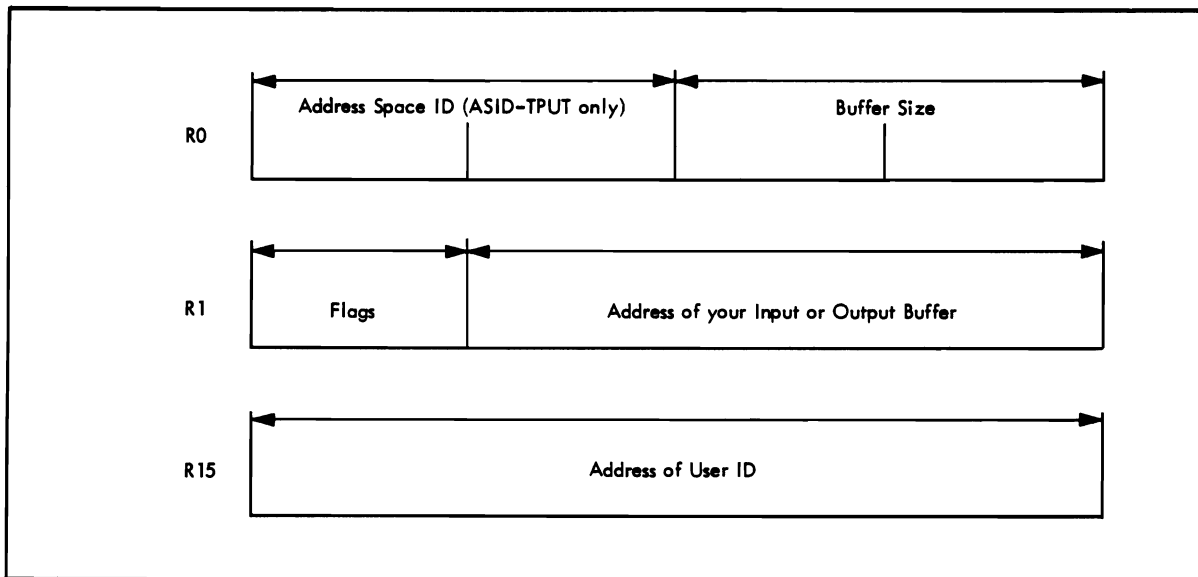 Address Space ID (ASID-TPUT only)
Buffer Size
R0
Flags
Address of your Input or Output Buffer
R1
Address of User ID
R15